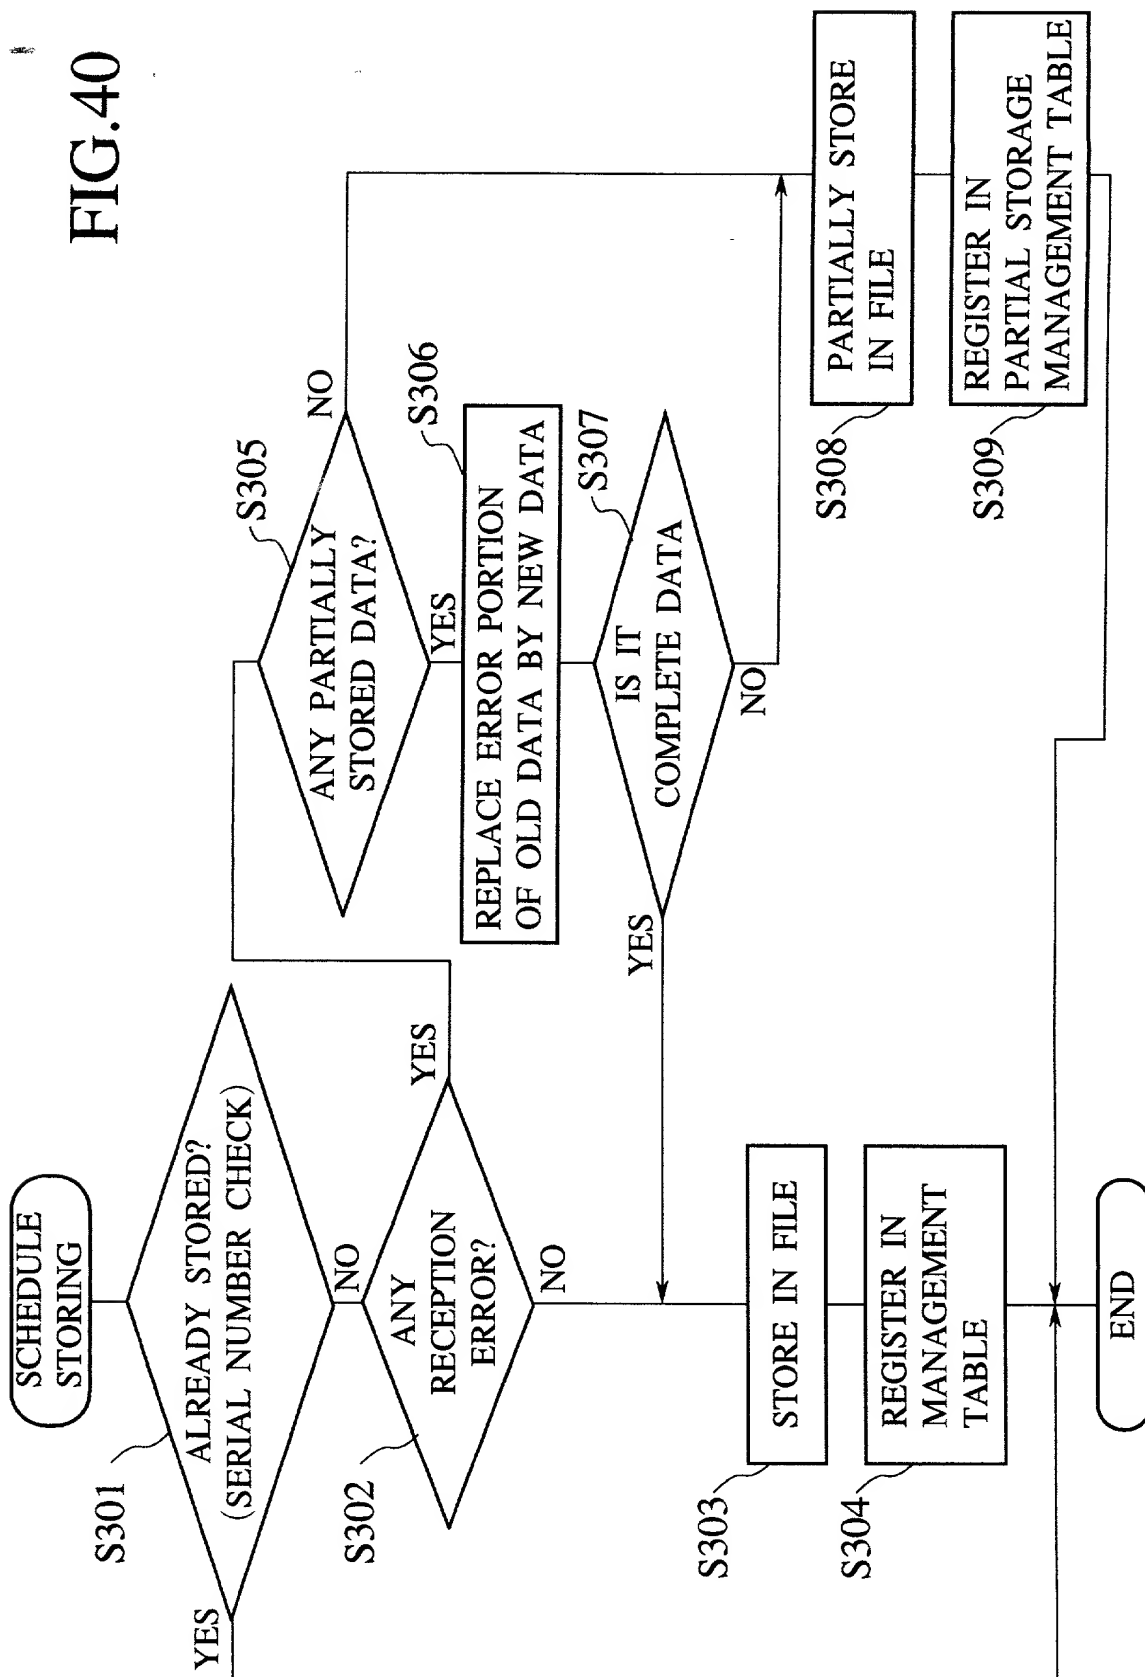 FIG.40
SCHEDULE
STORING
S301
ALREADY STORED?
(SERIAL NUMBER CHECK)
YES
NO
S302
ANY
RECEPTION
ERROR?
YES
NO
S303
STORE IN FILE
S304
REGISTER IN
MANAGEMENT
TABLE
END
S305
ANY PARTIALLY
STORED DATA?
NO
YES
S306
REPLACE ERROR PORTION
OF OLD DATA BY NEW DATA
S307
IS IT
COMPLETE DATA
YES
NO
S308
PARTIALLY STORE
IN FILE
S309
REGISTER IN
PARTIAL STORAGE
MANAGEMENT TABLE